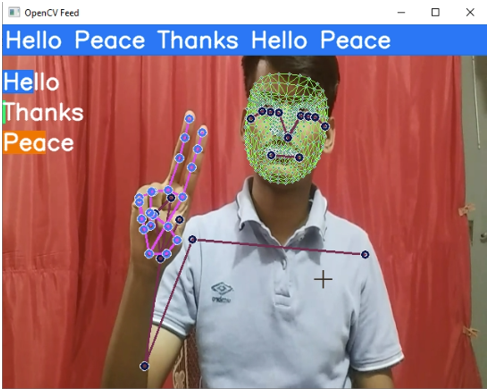 OpenCV Feed
Hello Peace Thanks Hello Peace
Hello
Thanks
Peace